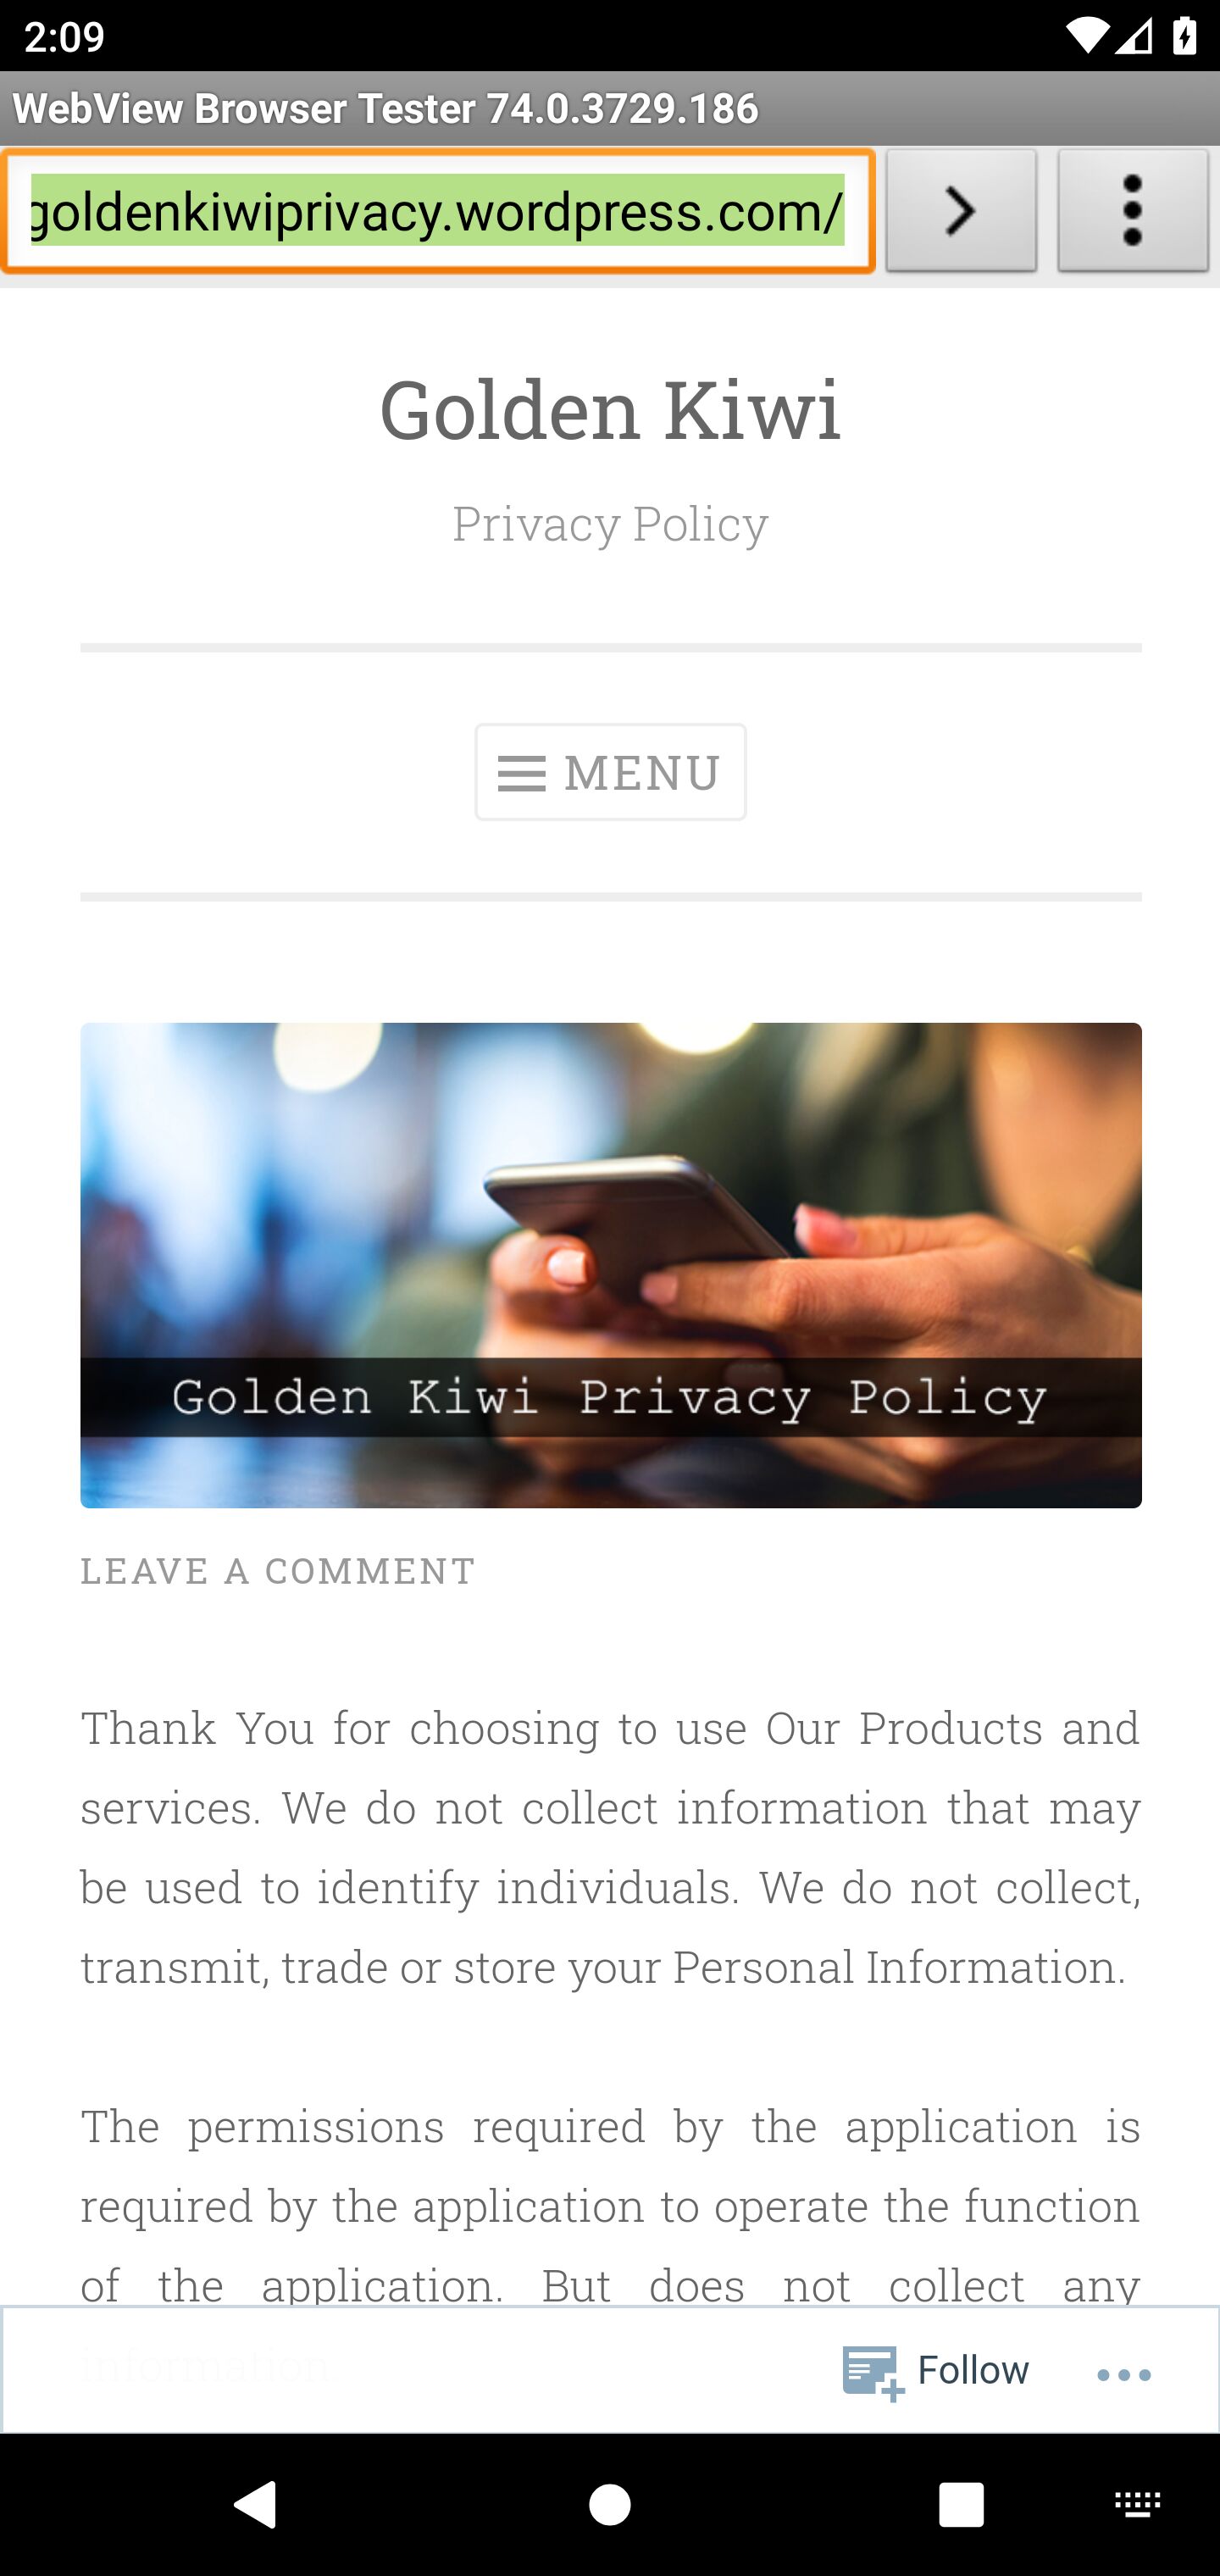 2:09
WebView Browser Tester 74.0.3729.186
goldenkiwiprivacy.wordpress.com/
Golden Kiwi
Privacy Policy
MENU
Golden Kiwi Privacy Policy
LEAVE A COMMENT
Thank You for choosing to use Our Products and
services. We do not collect information that may
be used to identify individuals. We do not collect,
transmit, trade or store your Personal Information.
The permissions required by the application is
required by the application to operate the function
of the application. But does not collect any
information
Follow